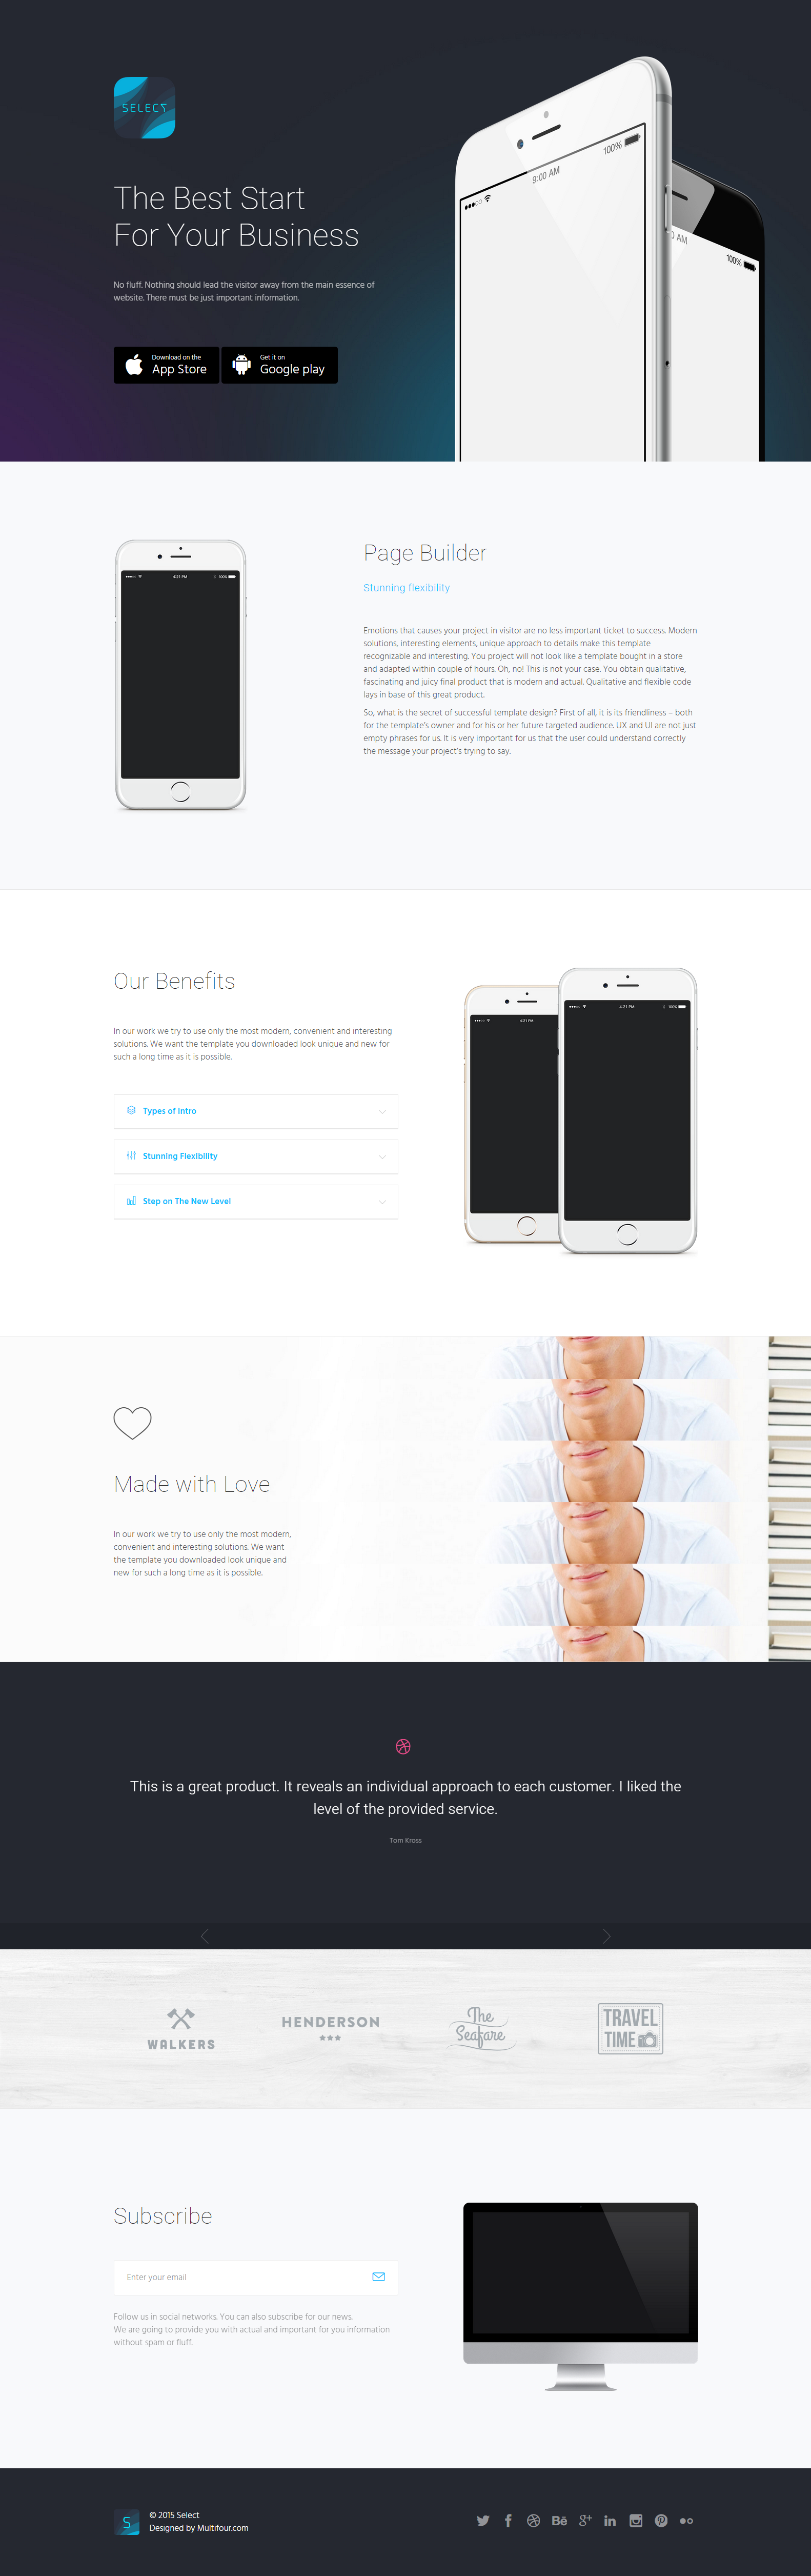 SELECT
The Best Start
For Your Business
No fluff. Nothing should lead the visitor away from the main essence of
website. There must be just important information.
Download on the
App Store
Get it on
Google play
9:00 AM
100%
0 AM
100%
4:21 PM
100%
Page Builder
Stunning flexibility
Emotions that causes your project in visitor are no less important ticket to success. Modern
solutions, interesting elements, unique approach to details make this template
recognizable and interesting. You project will not look like a template bought in a store
and adapted within couple of hours. Oh, no! This is not your case. You obtain qualitative,
fascinating and juicy final product that is modern and actual. Qualitative and flexible code
lays in base of this great product.
So, what is the secret of successful template design? First of all, it is its friendliness – both
for the template's owner and for his or her future targeted audience. UX and UI are not just
empty phrases for us. It is very important for us that the user could understand correctly
the message your project's trying to say.
Our Benefits
In our work we try to use only the most modern, convenient and interesting
solutions. We want the template you downloaded look unique and new for
such a long time as it is possible.
Types of Intro
Stunning Flexibility
Step on The New Level
4:21 PM
4:21 PM
100%
Made with Love
In our work we try to use only the most modern,
convenient and interesting solutions. We want
the template you downloaded look unique and
new for such a long time as it is possible.
This is a great product. It reveals an individual approach to each customer. I liked the
level of the provided service.
Tom Kross
WALKERS
HENDERSON
The
Seafare
TRAVEL
TIME
Subscribe
Enter your email
Follow us in social networks. You can also subscribe for our news.
We are going to provide you with actual and important for you information
without spam or fluff.
S
© 2015 Select
Designed by Multifour.com